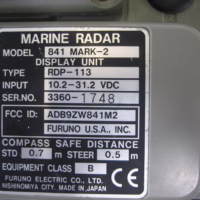 MARINE RADAR
MODEL 841 MARK-2
DISPLAY UNIT
TYPE RDP-113
INPUT 10.2-31.2 VDC
SER.NO. 3360-1748
FCC ID: ADB9ZW841M2
FURUNO U.S.A., INC.
COMPASS SAFE DISTANCE
STD 0.7 m STEER 0.5 m
EQUIPMENT CLASS B
FURUNO ELECTRIC CO., LTD.
NISHINOMIYA CITY. MADE IN JAPAN